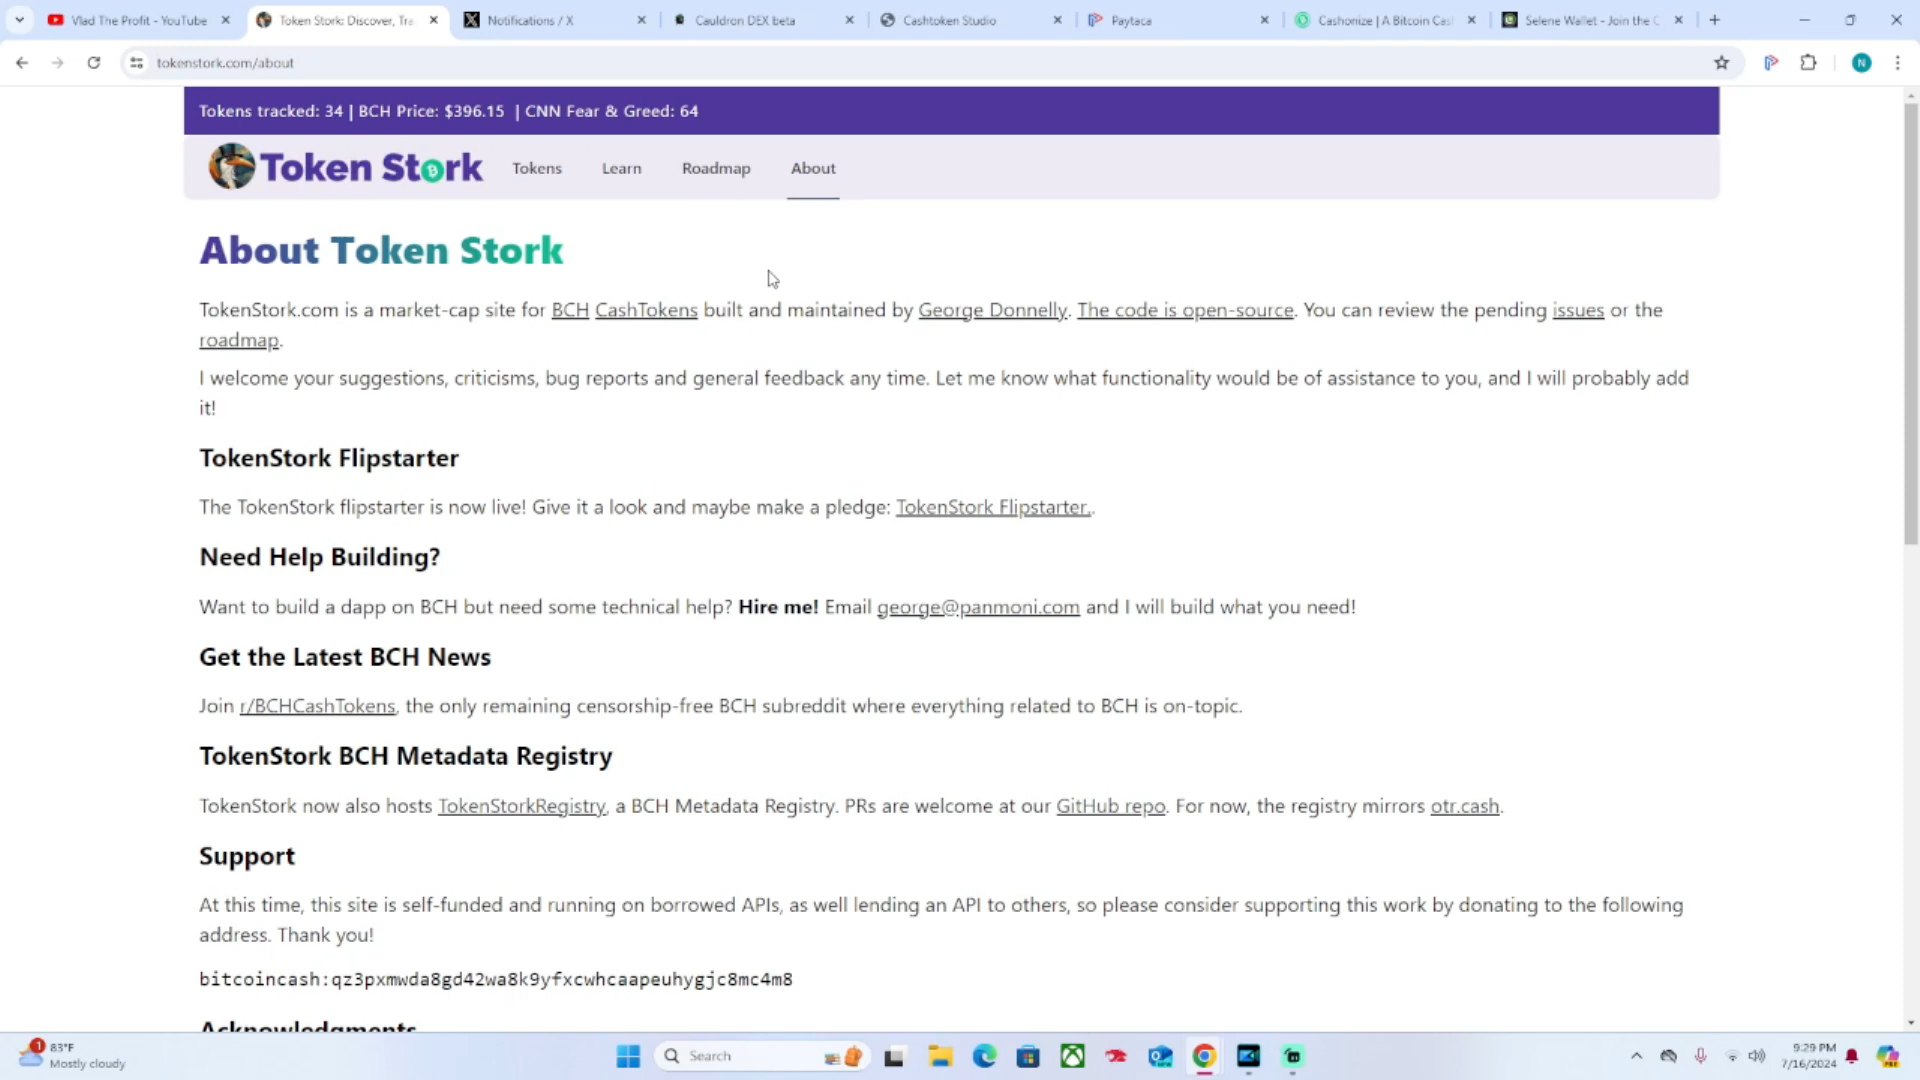 Vlad The Profit - YouTube
Token Stork: Discover, Tra
Notifications / X
Cauldron DEX beta
Cashtoken Studio
Paytaca
Cashonize | A Bitcoin Cas
Selene Wallet - Join the C
tokenstork.com/about
N
Tokens tracked: 34 | BCH Price: $396.15 | CNN Fear & Greed: 64
Token Stork
Tokens
Learn
Roadmap
About
About Token Stork
TokenStork.com is a market-cap site for BCH CashTokens built and maintained by George Donnelly. The code is open-source. You can review the pending issues or the
roadmap.
I welcome your suggestions, criticisms, bug reports and general feedback any time. Let me know what functionality would be of assistance to you, and I will probably add
it!
TokenStork Flipstarter
The TokenStork flipstarter is now live! Give it a look and maybe make a pledge: TokenStork Flipstarter..
Need Help Building?
Want to build a dapp on BCH but need some technical help? Hire me! Email george@panmoni.com and I will build what you need!
Get the Latest BCH News
Join r/BCHCashTokens, the only remaining censorship-free BCH subreddit where everything related to BCH is on-topic.
TokenStork BCH Metadata Registry
TokenStork now also hosts TokenStorkRegistry, a BCH Metadata Registry. PRs are welcome at our GitHub repo. For now, the registry mirrors otr.cash.
Support
At this time, this site is self-funded and running on borrowed APIs, as well lending an API to others, so please consider supporting this work by donating to the following
address. Thank you!
bitcoincash:qz3pxmwda8gd42wa8k9yfxcwhcaapeuhygjc8mc4m8
Acknowledgments
1
83°F
Mostly cloudy
Search
9:29 PM
7/16/2024